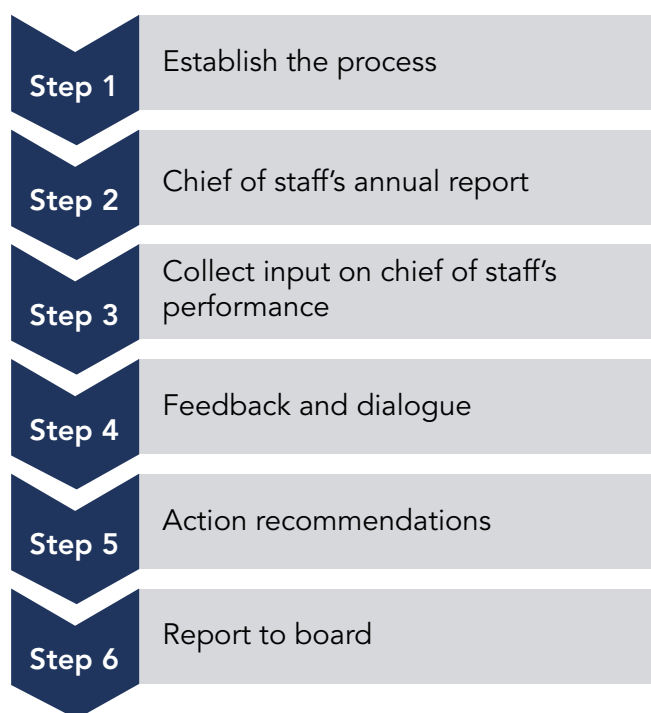 Step 1
Establish the process
Step 2
Chief of staff's annual report
Step 3
Collect input on chief of staff's
performance
Step 4
Feedback and dialogue
Step 5
Action recommendations
Step 6
Report to board